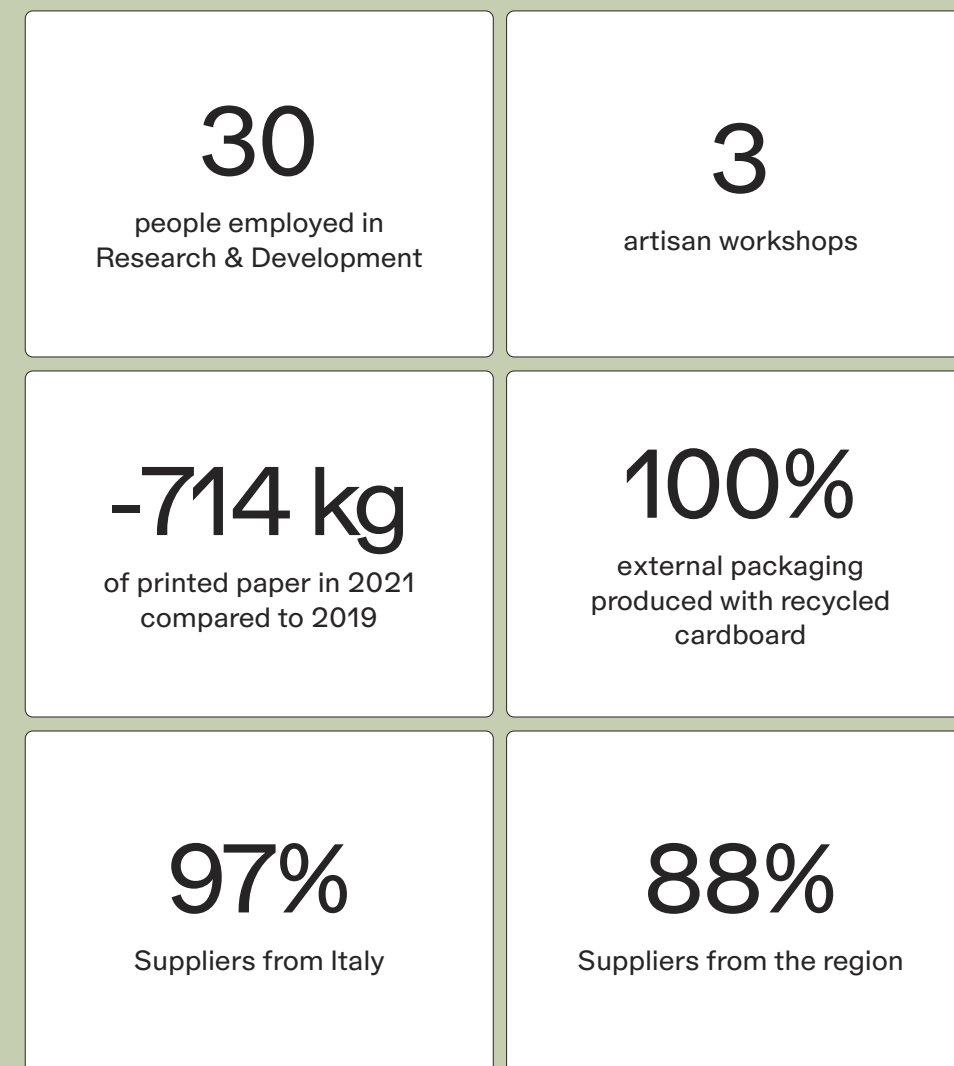 30
people employed in
Research & Development
3
artisan workshops
-714 kg
of printed paper in 2021
compared to 2019
100%
external packaging
produced with recycled
cardboard
97%
Suppliers from Italy
88%
Suppliers from the region